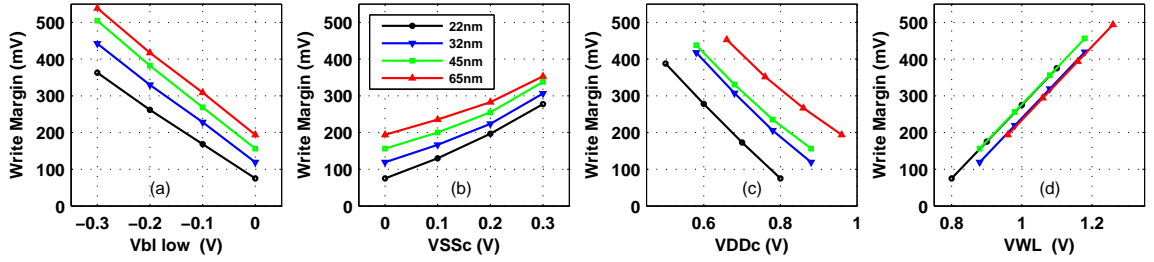 Write Margin (mV)
500
400
300
200
100
0
(a)
−0.3 −0.2 −0.1 0
Vbl low (V)
Write Margin (mV)
500
400
300
200
100
0
22nm
32nm
45nm
65nm
(b)
0 0.1 0.2 0.3
VSSc (V)
Write Margin (mV)
500
400
300
200
100
0
(c)
0.6 0.8 1
VDDc (V)
Write Margin (mV)
500
400
300
200
100
0
(d)
0.8 1 1.2
VWL (V)